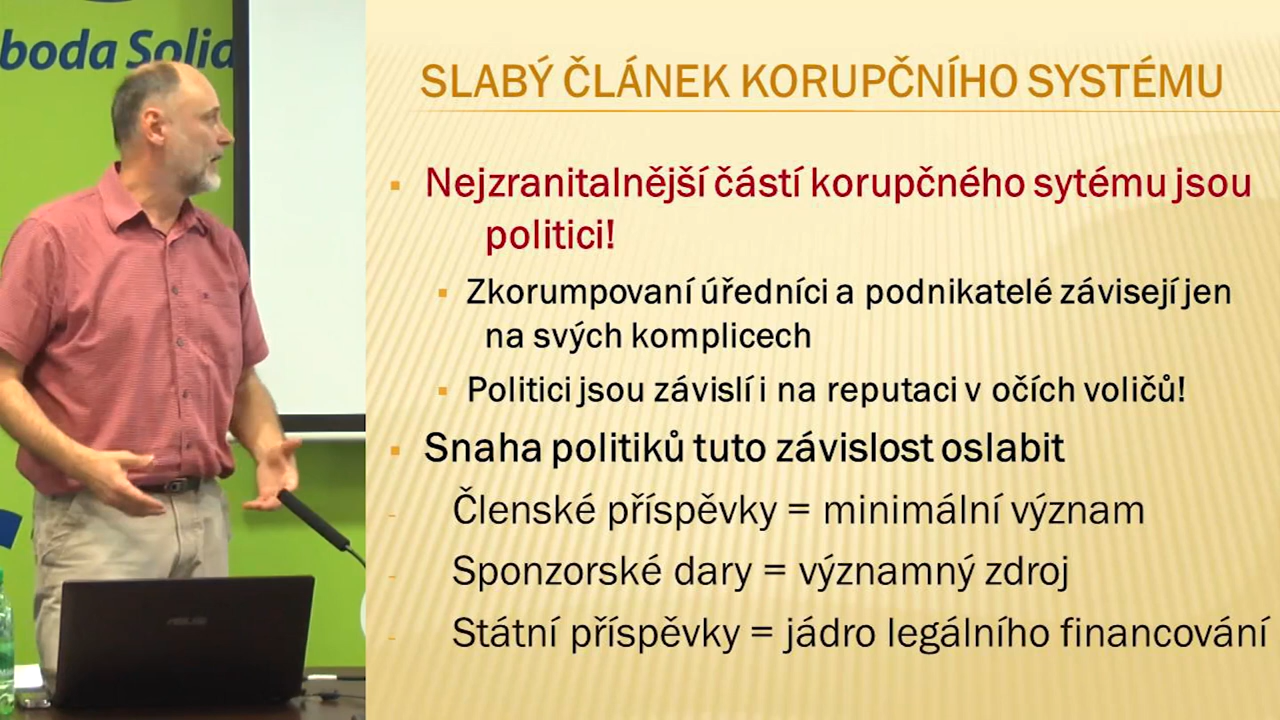 boda Solid
SLABÝ ČLÁNEK KORUPČNÍHO SYSTÉMU
Nejzranitalnější částí korupčného sytému jsou
politici!
Zkorumpovaní úředníci a podnikatelé závisejí jen
na svých komplicech
Politici jsou závislí i na reputaci v očích voličů!
Snaha politiků tuto závislost oslabit
- Členské příspěvky = minimální význam
- Sponzorské dary = významný zdroj
- Státní příspěvky = jádro legálního financování
ASUS